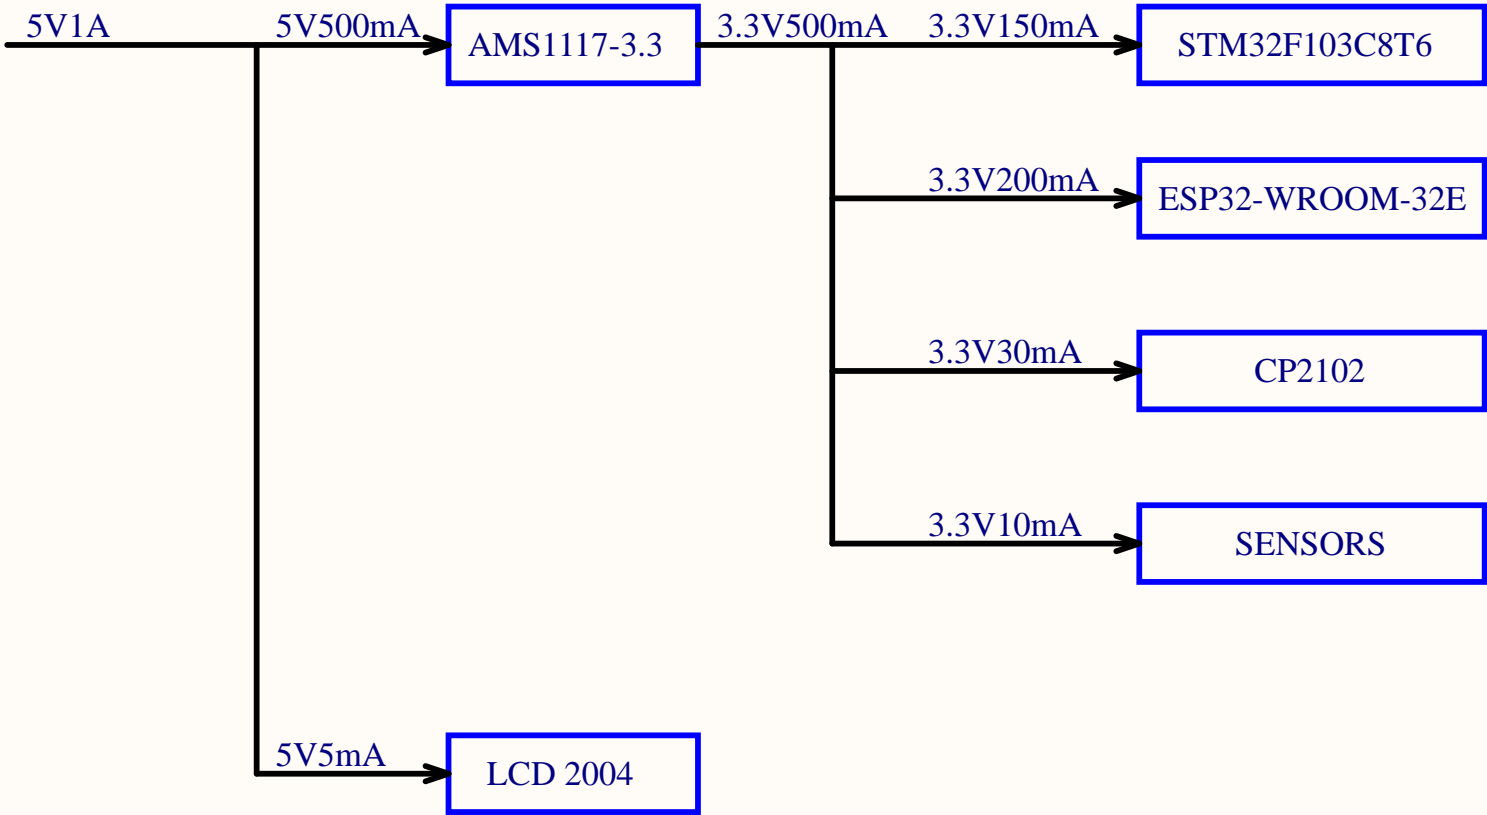 5V1A
5V500mA
AMS1117-3.3
3.3V500mA
3.3V150mA
STM32F103C8T6
3.3V200mA
ESP32-WROOM-32E
3.3V30mA
CP2102
3.3V10mA
SENSORS
5V5mA
LCD 2004